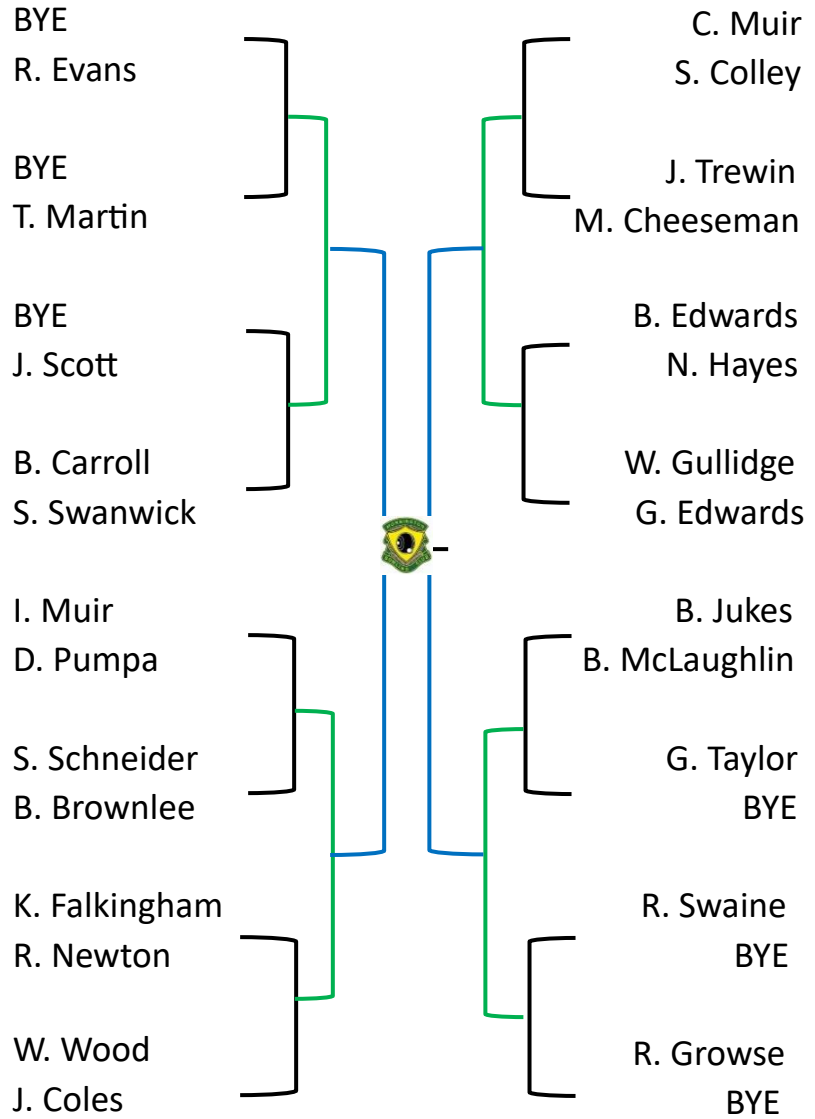 BYE
R. Evans
BYE
T. Martin
BYE
J. Scott
B. Carroll
S. Swanwick
I. Muir
D. Pumpa
S. Schneider
B. Brownlee
K. Falkingham
R. Newton
W. Wood
J. Coles
C. Muir
S. Colley
J. Trewin
M. Cheeseman
B. Edwards
N. Hayes
W. Gullidge
G. Edwards
B. Jukes
B. McLaughlin
G. Taylor
BYE
R. Swaine
BYE
R. Growse
BYE